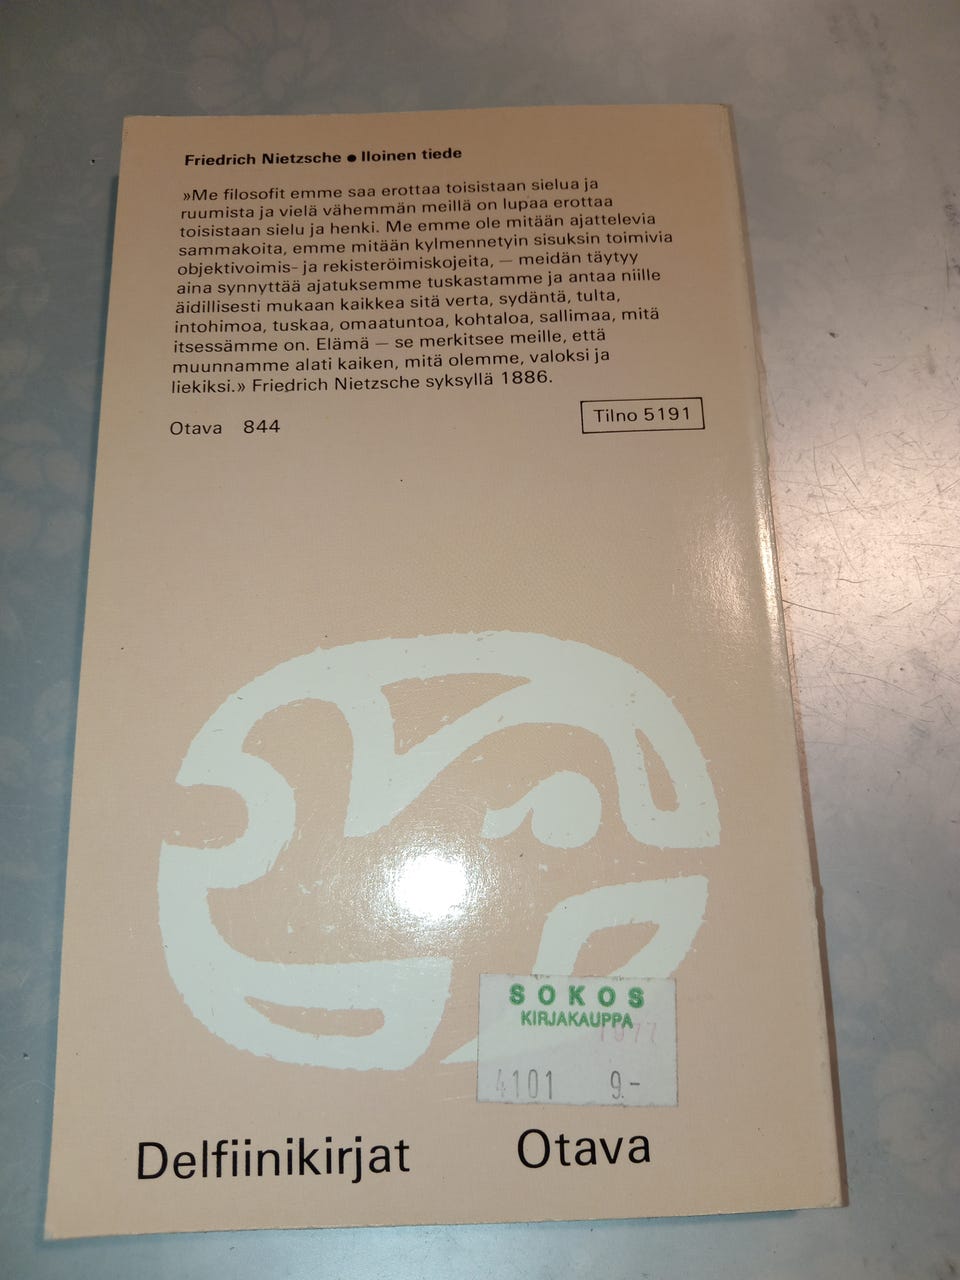 Friedrich Nietzsche ● Iloinen tiede
»Me filosofit emme saa erottaa toisistaan sielua ja
ruumista ja vielä vähemmän meillä on lupaa erottaa
toisistaan sielu ja henki. Me emme ole mitään ajattelevia
sammakoita, emme mitään kylmennetyin sisuksin toimivia
objektivoimis- ja rekisteröimiskojeita, — meidän täytyy
aina synnyttää ajatuksemme tuskastamme ja antaa niille
äidillisesti mukaan kaikkea sitä verta, sydäntä, tulta,
intohimoa, tuskaa, omaatuntoa, kohtaloa, sallimaa, mitä
itsessämme on. Elämä — se merkitsee meille, että
muunnamme alati kaiken, mitä olemme, valoksi ja
liekiksi.» Friedrich Nietzsche syksyllä 1886.
Otava 844
Tilno 5191
SOKOS
KIRJAKAUPPA
1977
4101 9.-
Delfiinikirjat Otava